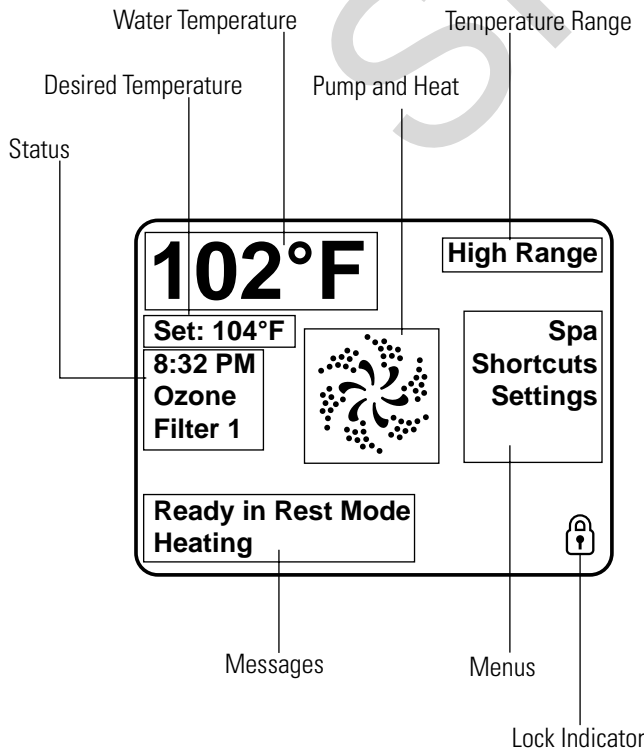 Water Temperature
Temperature Range
Desired Temperature
Pump and Heat
Status
102°F
High Range
Set: 104°F
8:32 PM
Ozone
Filter 1
Spa
Shortcuts
Settings
Ready in Rest Mode
Heating
Messages
Menus
Lock Indicator